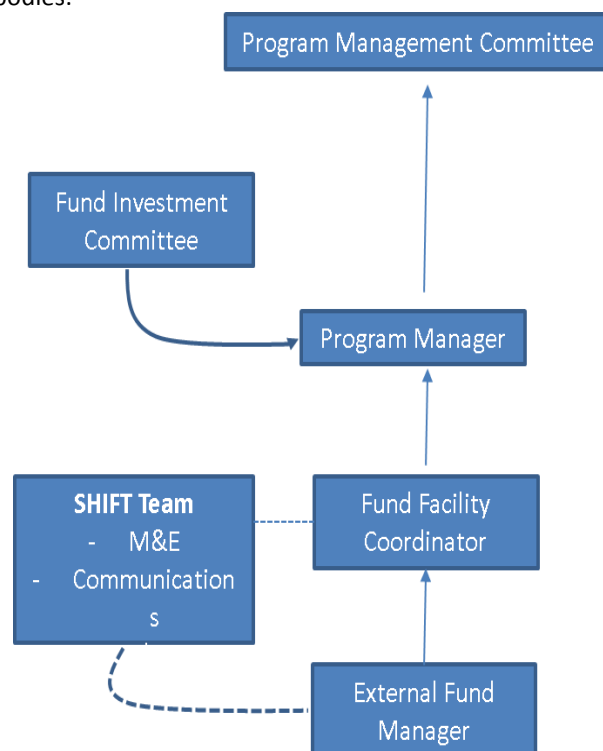 bodies:
Program Management Committee
Fund Investment
Committee
Program Manager
SHIFT Team
- M&E
- Communication
s
Fund Facility
Coordinator
External Fund
Manager